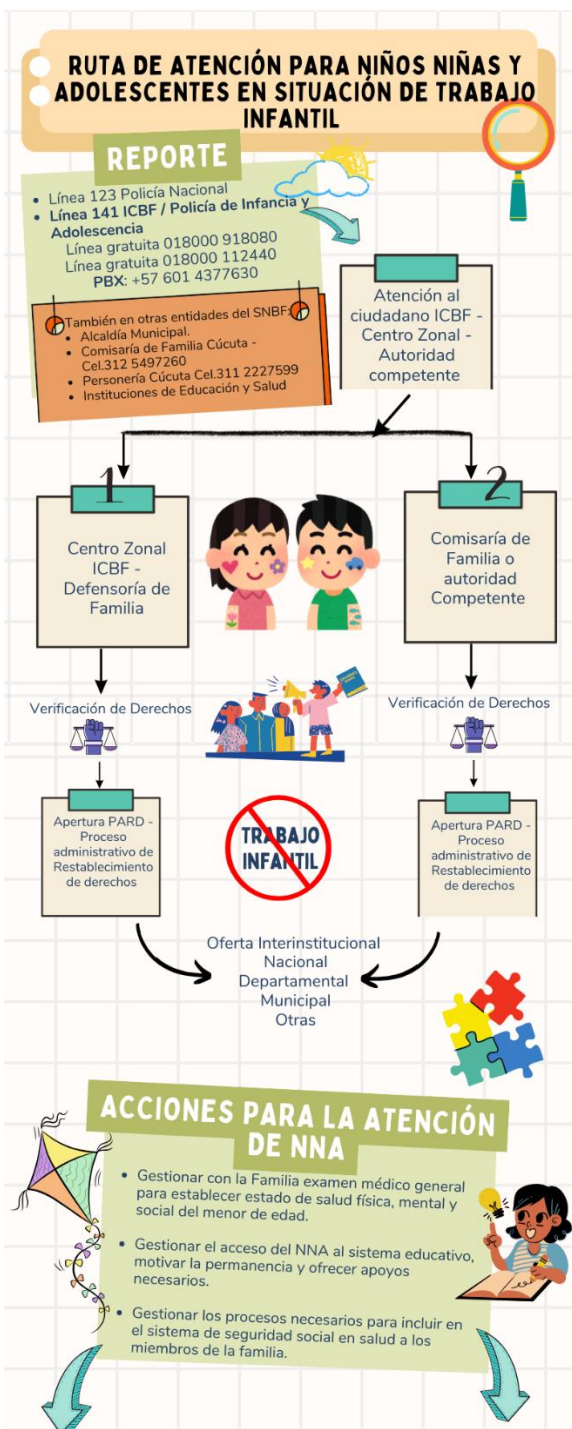 RUTA DE ATENCIÓN PARA NIÑOS NIÑAS Y
ADOLESCENTES EN SITUACIÓN DE TRABAJO
INFANTIL
REPORTE
• Línea 123 Policía Nacional
• Línea 141 ICBF / Policía de Infancia y
Adolescencia
Línea gratuita 018000 918080
Línea gratuita 018000 112440
PBX: +57 601 4377630
También en otras entidades del SNBF:
• Alcaldía Municipal.
• Comisaría de Familia Cúcuta -
Cel.312 5497260
• Personería Cúcuta Cel.311 2227599
• Instituciones de Educación y Salud
Atención al
ciudadano ICBF -
Centro Zonal -
Autoridad
competente
1
Centro Zonal
ICBF -
Defensoría de
Familia
2
Comisaría de
Familia o
autoridad
Competente
Verificación de Derechos
Verificación de Derechos
Apertura PARD -
Proceso
administrativo de
Restablecimiento
de derechos
TRABAJO
INFANTIL
Apertura PARD -
Proceso
administrativo de
Restablecimiento
de derechos
Oferta Interinstitucional
Nacional
Departamental
Municipal
Otras
ACCIONES PARA LA ATENCIÓN
DE NNA
• Gestionar con la Familia examen médico general
para establecer estado de salud física, mental y
social del menor de edad.
• Gestionar el acceso del NNA al sistema educativo,
motivar la permanencia y ofrecer apoyos
necesarios.
• Gestionar los procesos necesarios para incluir en
el sistema de seguridad social en salud a los
miembros de la familia.